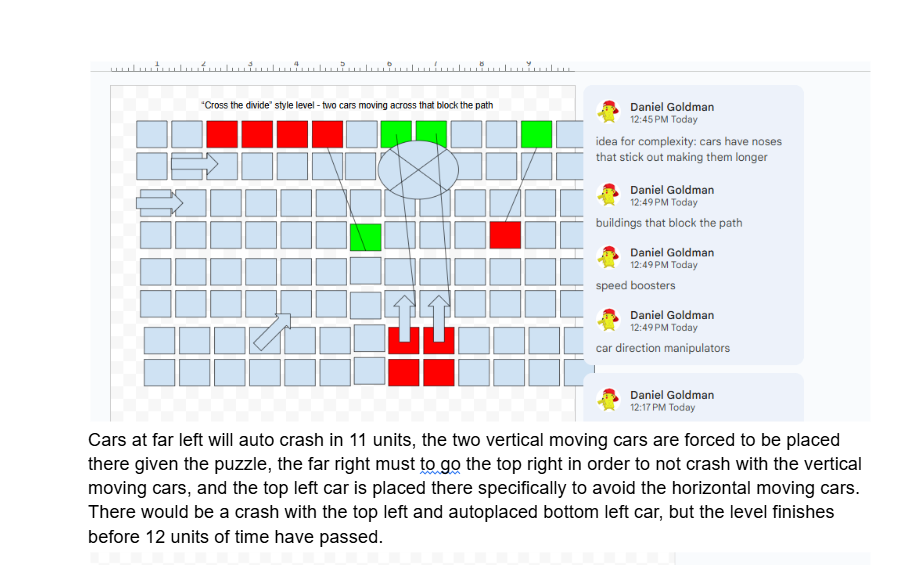 1 2 3 4 5 6 7 8 9
"Cross the divide" style level - two cars moving across that block the path
Daniel Goldman
12:45 PM Today
idea for complexity: cars have noses
that stick out making them longer
Daniel Goldman
12:49 PM Today
buildings that block the path
Daniel Goldman
12:49 PM Today
speed boosters
Daniel Goldman
12:49 PM Today
car direction manipulators
Daniel Goldman
12:17 PM Today
Cars at far left will auto crash in 11 units, the two vertical moving cars are forced to be placed
there given the puzzle, the far right must to go the top right in order to not crash with the vertical
moving cars, and the top left car is placed there specifically to avoid the horizontal moving cars.
There would be a crash with the top left and autoplaced bottom left car, but the level finishes
before 12 units of time have passed.